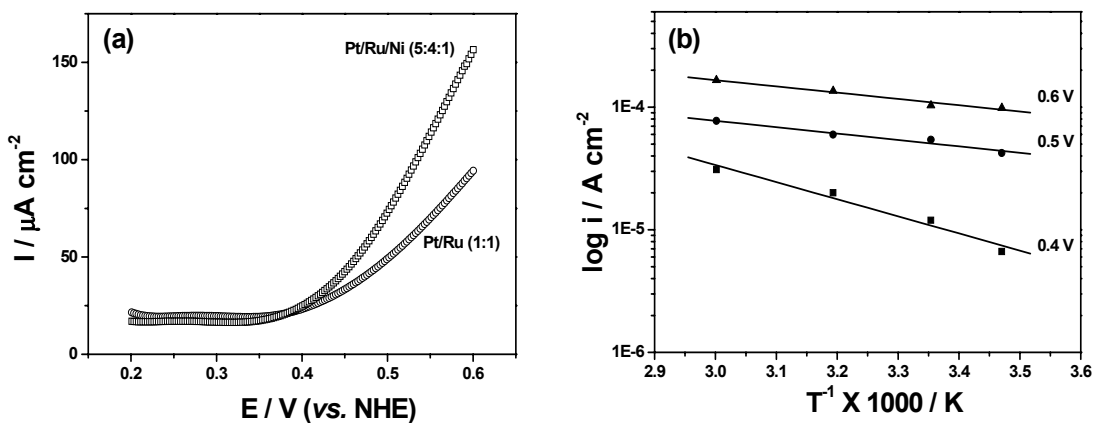 (a)
Pt/Ru/Ni (5:4:1)
Pt/Ru (1:1)
150
100
50
0
I / µA cm-2
0.2 0.3 0.4 0.5 0.6
E / V (vs. NHE)
(b)
0.6 V
0.5 V
0.4 V
1E-4
1E-5
1E-6
log i / A cm-2
2.9 3.0 3.1 3.2 3.3 3.4 3.5 3.6
T-1 X 1000 / K